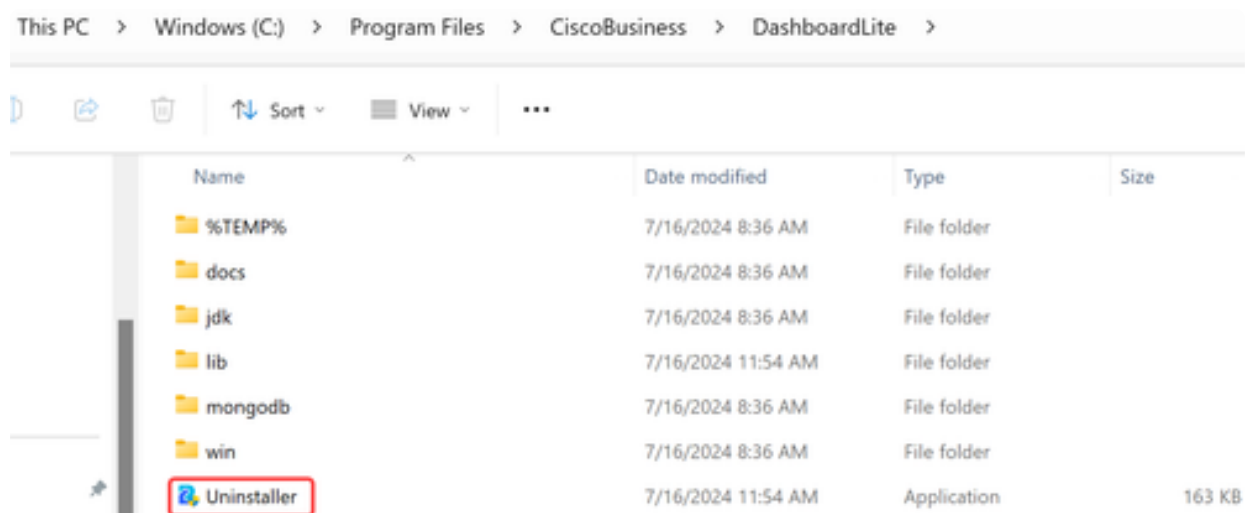 This PC > Windows (C:) > Program Files > CiscoBusiness > DashboardLite >
Sort View ...
Name Date modified Type Size
%TEMP% 7/16/2024 8:36 AM File folder
docs 7/16/2024 8:36 AM File folder
jdk 7/16/2024 8:36 AM File folder
lib 7/16/2024 11:54 AM File folder
mongodb 7/16/2024 8:36 AM File folder
win 7/16/2024 8:36 AM File folder
Uninstaller 7/16/2024 11:54 AM Application 163 KB